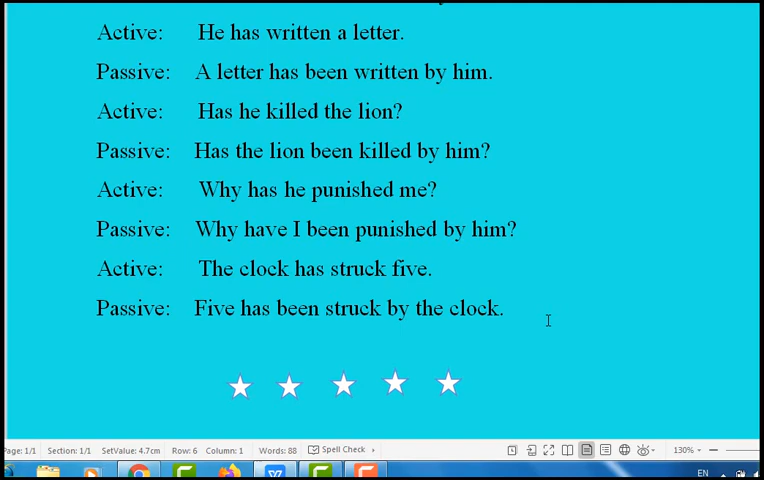 Active: He has written a letter.
Passive: A letter has been written by him.
Active: Has he killed the lion?
Passive: Has the lion been killed by him?
Active: Why has he punished me?
Passive: Why have I been punished by him?
Active: The clock has struck five.
Passive: Five has been struck by the clock.
Page: 1/1 Section: 1/1 SetValue: 4.7cm Row: 6 Column: 1 Words: 88 Spell Check 130%
EN